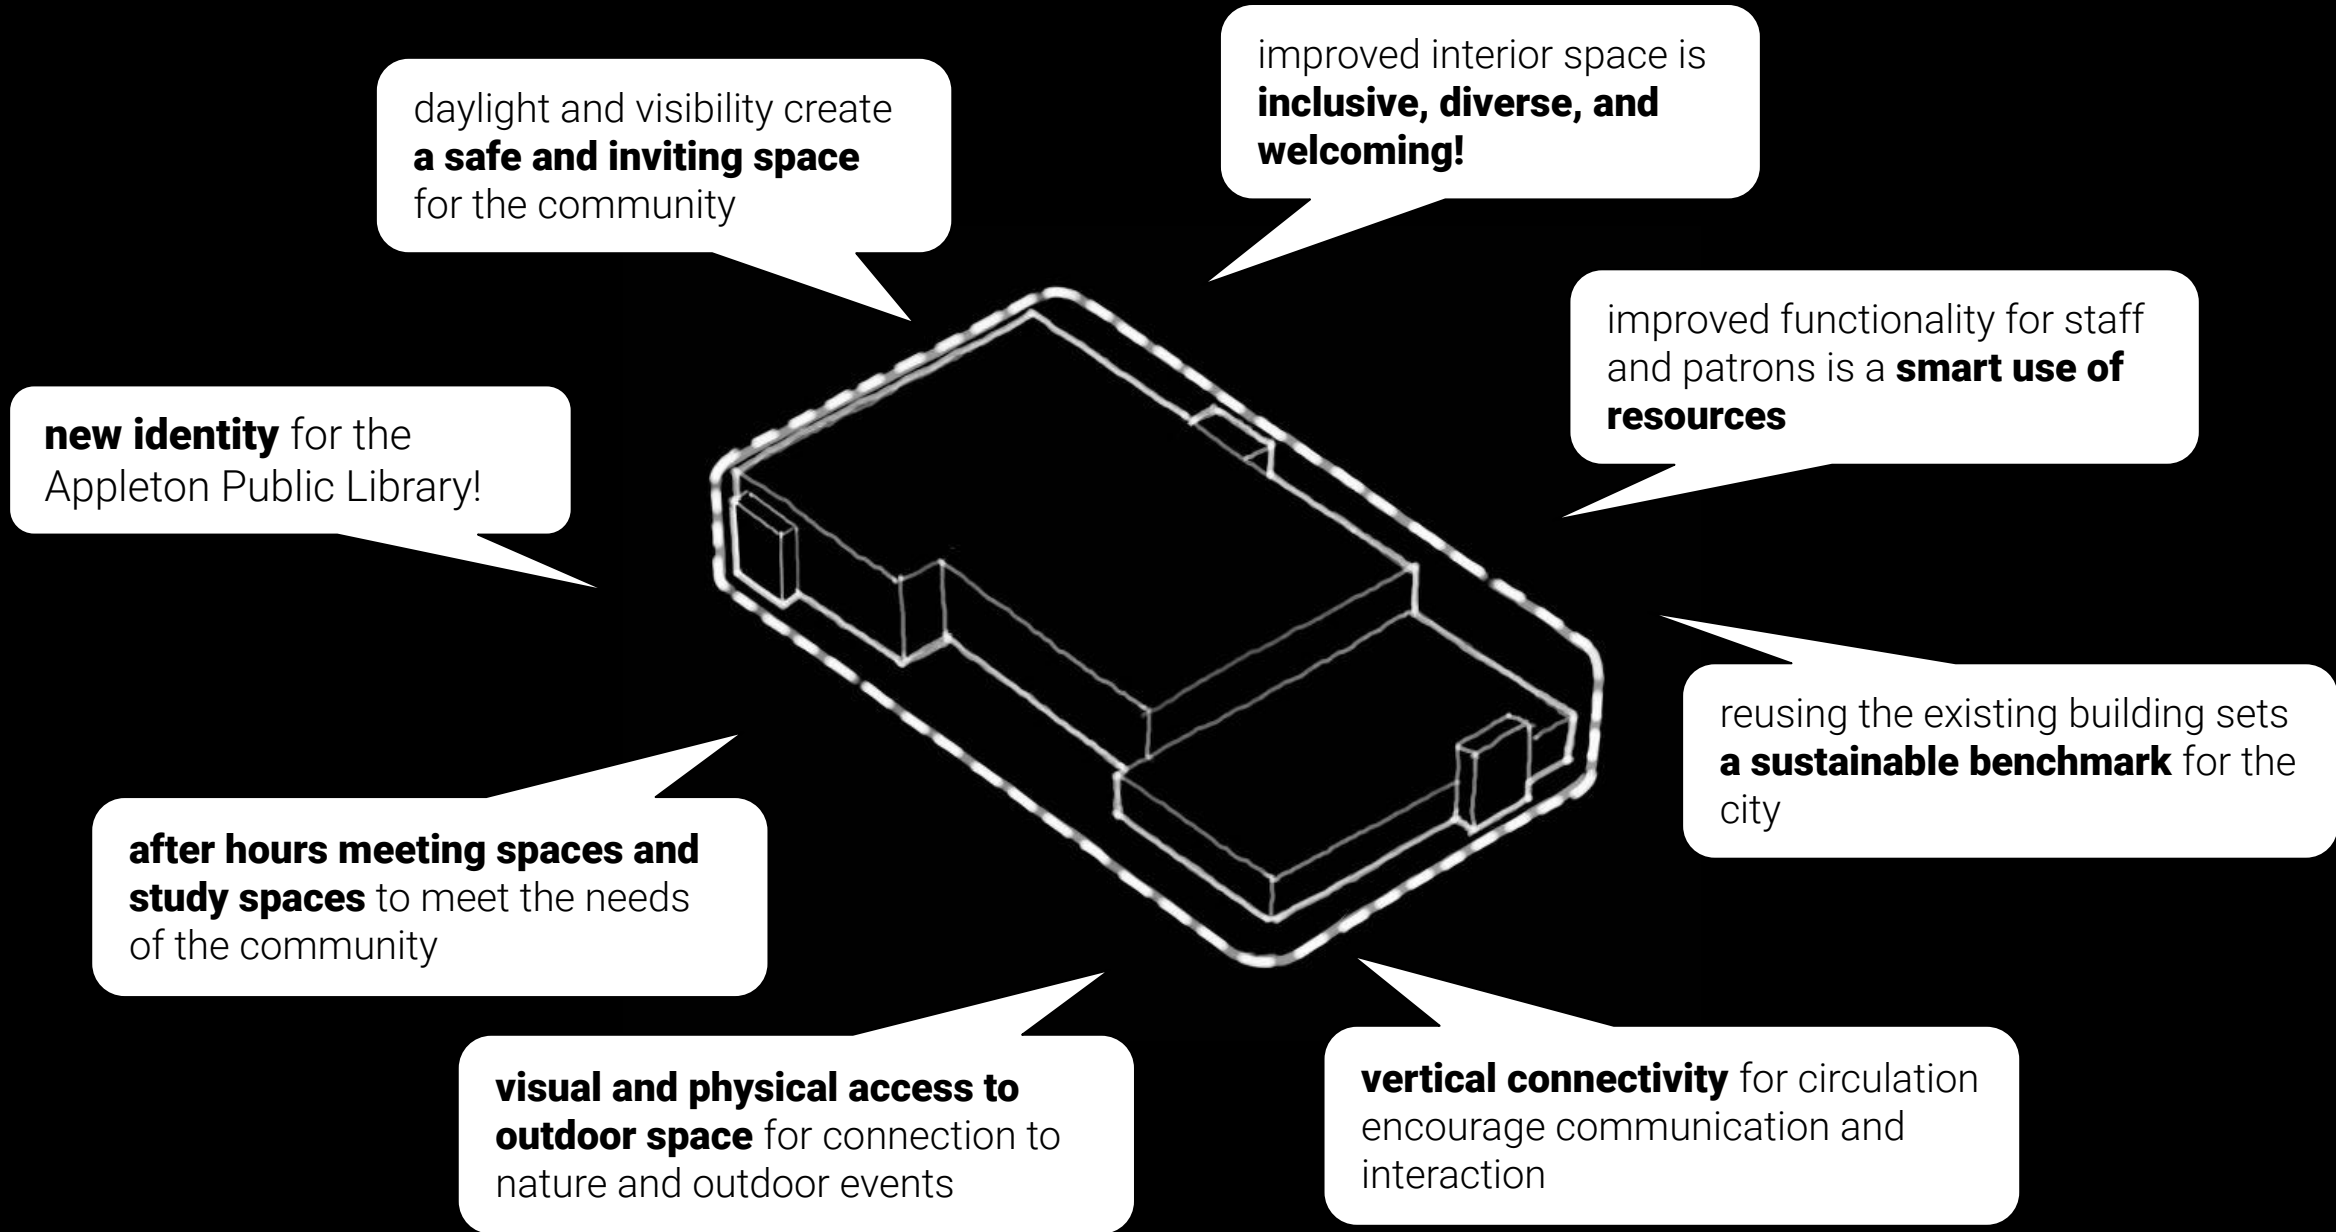 daylight and visibility create
a safe and inviting space
for the community
improved interior space is
inclusive, diverse, and
welcoming!
improved functionality for staff
and patrons is a smart use of
resources
new identity for the
Appleton Public Library!
reusing the existing building sets
a sustainable benchmark for the
city
after hours meeting spaces and
study spaces to meet the needs
of the community
visual and physical access to
outdoor space for connection to
nature and outdoor events
vertical connectivity for circulation
encourage communication and
interaction